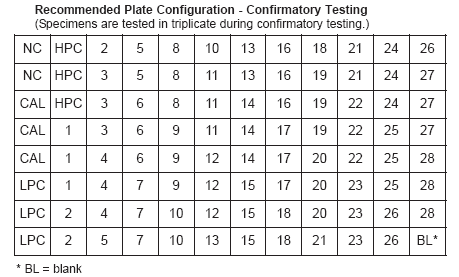 Recommended Plate Configuration - Confirmatory Testing
(Specimens are tested in triplicate during confirmatory testing.)
NC HPC 2 5 8 10 13 16 18 21 24 26
NC HPC 3 5 8 11 13 16 19 21 24 27
CAL HPC 3 6 8 11 14 16 19 22 24 27
CAL 1 3 6 9 11 14 17 19 22 25 27
CAL 1 4 6 9 12 14 17 20 22 25 28
LPC 1 4 7 9 12 15 17 20 23 25 28
LPC 2 4 7 10 12 15 18 20 23 26 28
LPC 2 5 7 10 13 15 18 21 23 26 BL*
* BL = blank